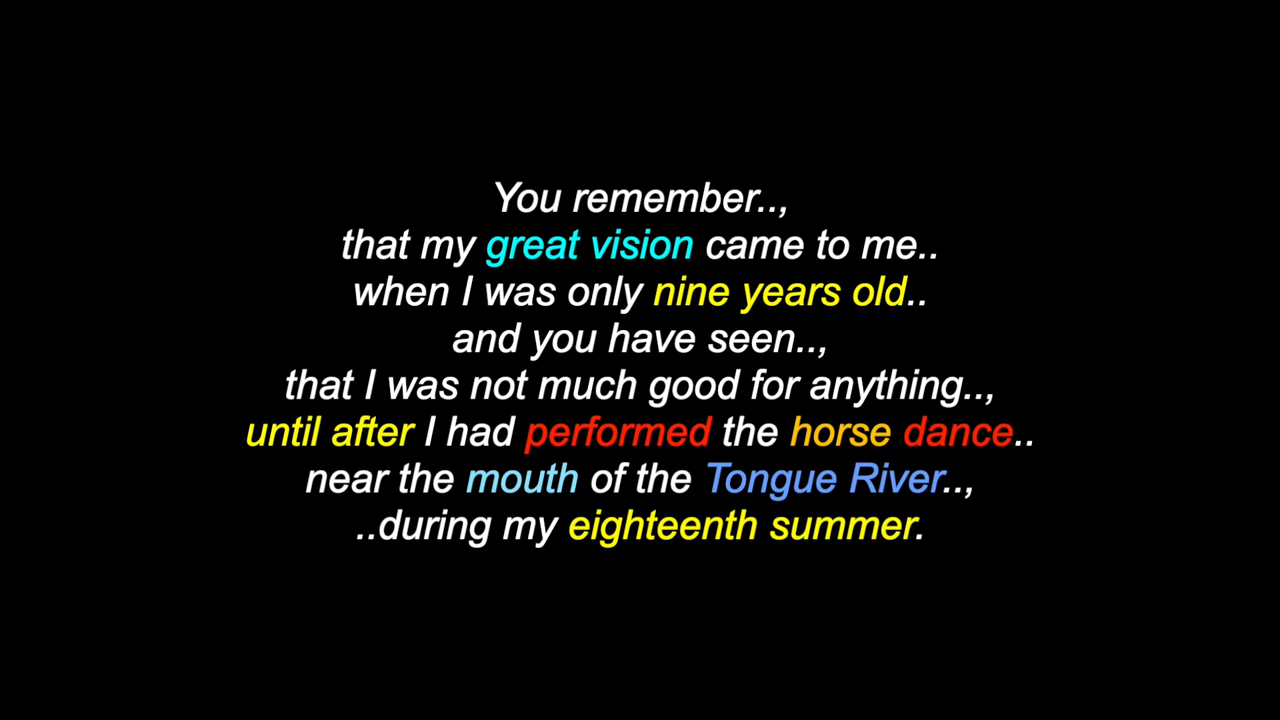 You remember..,
that my great vision came to me..
when I was only nine years old..
and you have seen..,
that I was not much good for anything..,
until after I had performed the horse dance..
near the mouth of the Tongue River..,
..during my eighteenth summer.